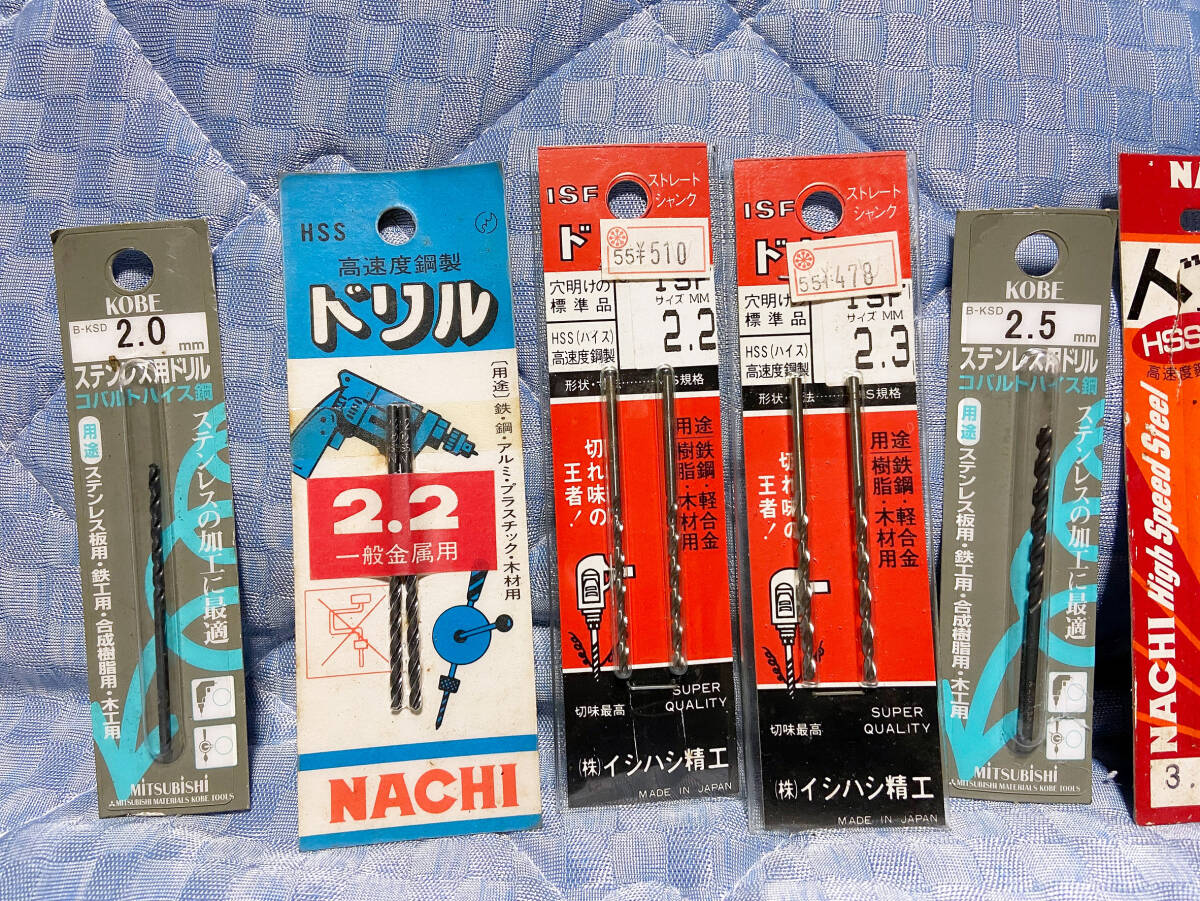 KOBE
B-KSD 2.0 mm
ステンレス用ドリル
コバルトハイス鋼
ステンレスの加工に最適
用途
ステンレス板用・鉄工用・合成樹脂用・木工用
MITSUBISHI
MITSUBISHI MATERIALS KOBE TOOLS
HSS
高速度鋼製
ドリル
〔用途〕鉄・鋼・アルミ・プラスチック・木材用
2.2
一般金属用
NACHI
ISF
ストレート
シャンク
ド
55¥510
穴明けの
標準品
ISF
サイズ MM
HSS(ハイス)
高速度鋼製
2.2
形状・
S規格
用途
鉄鋼・軽合金
樹脂・木材用
切れ味の
王者!
SUPER
QUALITY
切味最高
(株)イシハシ精工
MADE IN JAPAN
ISF
ストレート
シャンク
55¥478
穴明け
標準品
ISF
サイズ MM
HSS(ハイス)
高速度鋼製
2.3
形状・
法
S規格
用途
鉄鋼・軽合金
樹脂・木材用
切れ味の
王者!
SUPER
QUALITY
切味最高
(株)イシハシ精工
MADE IN JAPAN
KOBE
B-KSD 2.5 mm
ステンレス用ドリル
コバルトハイス鋼
ステンレスの加工に最適
用途
ステンレス板用・鉄工用・合成樹脂用・木工用
MITSUBISHI
MITSUBISHI MATERIALS KOBE TOOLS
NA
ド
HSS
高速度
NACHI High Speed Steel
3.